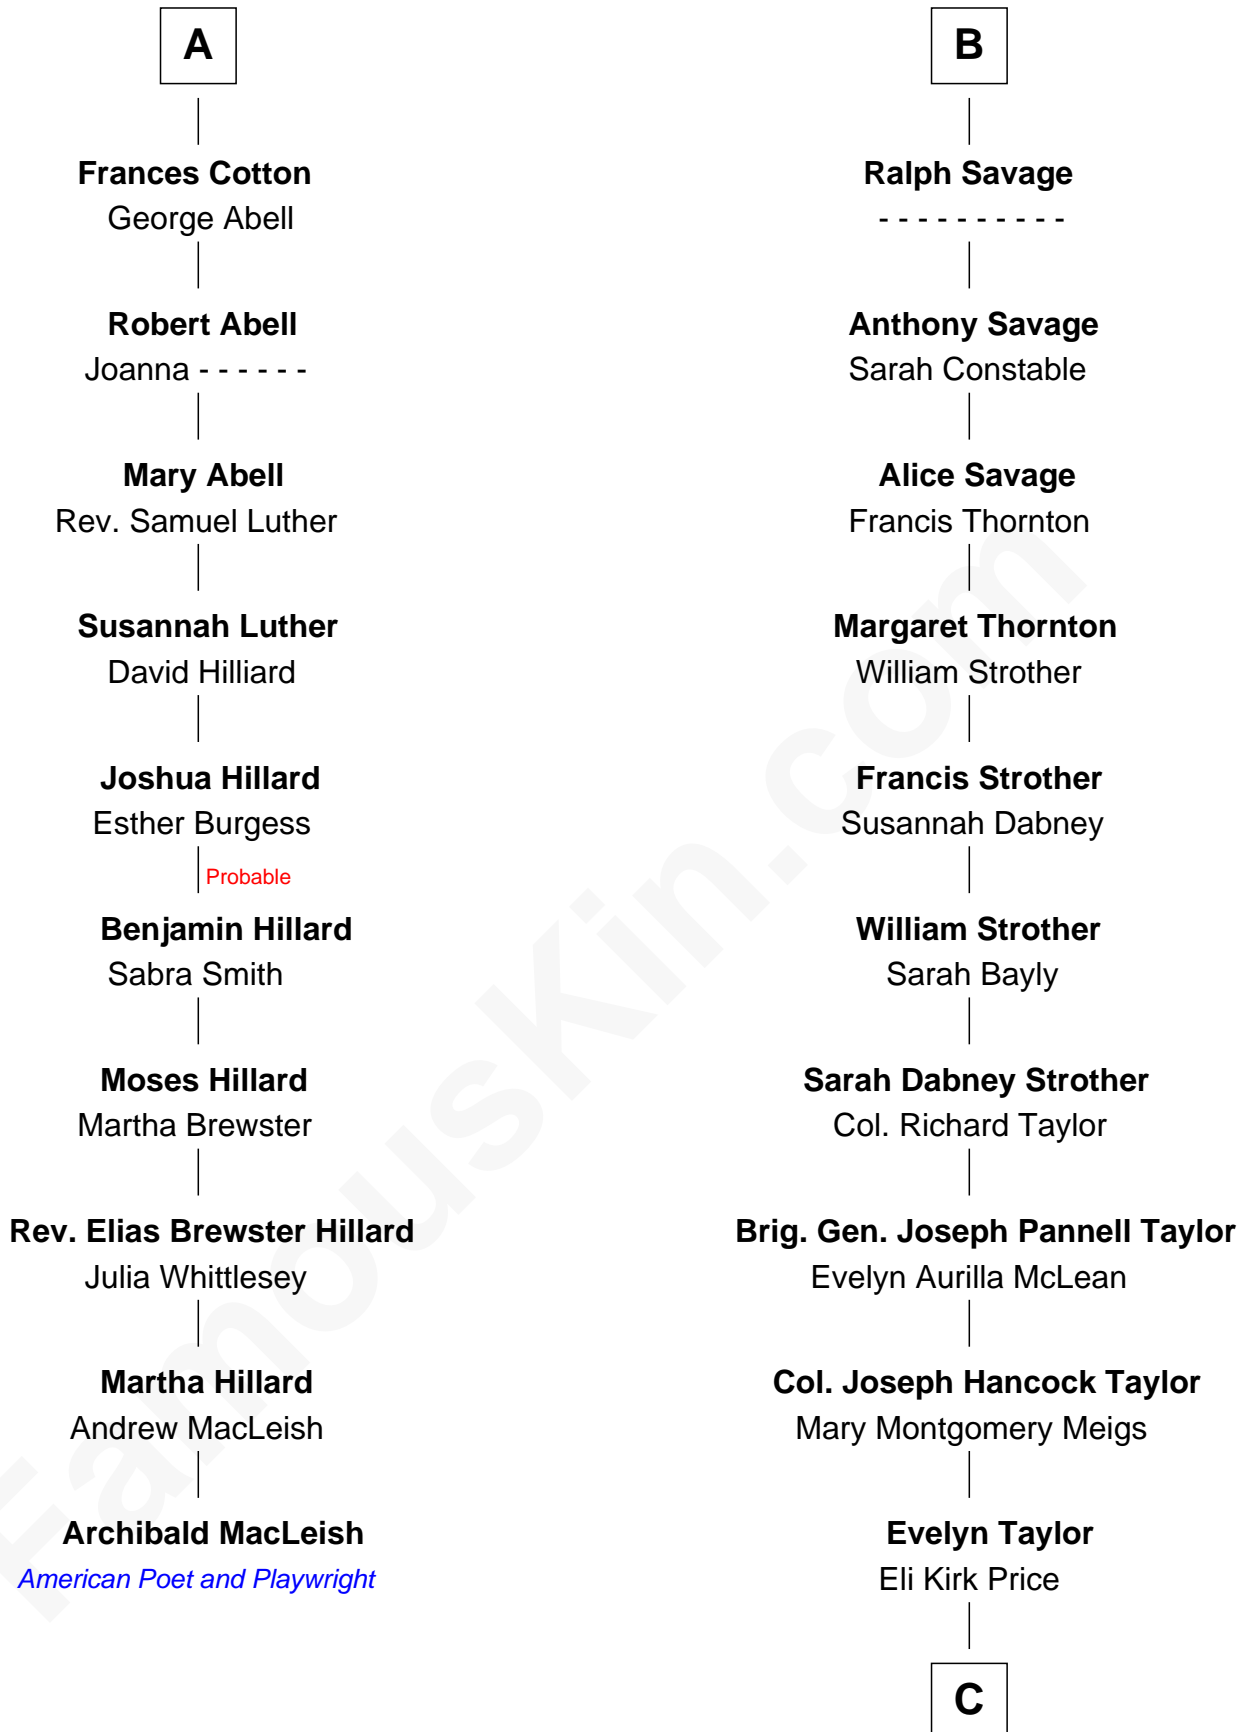 A
Frances Cotton
George Abell
Robert Abell
Joanna - - - - - -
Mary Abell
Rev. Samuel Luther
Susannah Luther
David Hilliard
Joshua Hillard
Esther Burgess
Probable
Benjamin Hillard
Sabra Smith
Moses Hillard
Martha Brewster
Rev. Elias Brewster Hillard
Julia Whittlesey
Martha Hillard
Andrew MacLeish
Archibald MacLeish
American Poet and Playwright
B
Ralph Savage
- - - - - - - - - -
Anthony Savage
Sarah Constable
Alice Savage
Francis Thornton
Margaret Thornton
William Strother
Francis Strother
Susannah Dabney
William Strother
Sarah Bayly
Sarah Dabney Strother
Col. Richard Taylor
Brig. Gen. Joseph Pannell Taylor
Evelyn Aurilla McLean
Col. Joseph Hancock Taylor
Mary Montgomery Meigs
Evelyn Taylor
Eli Kirk Price
C
FamousKin.com